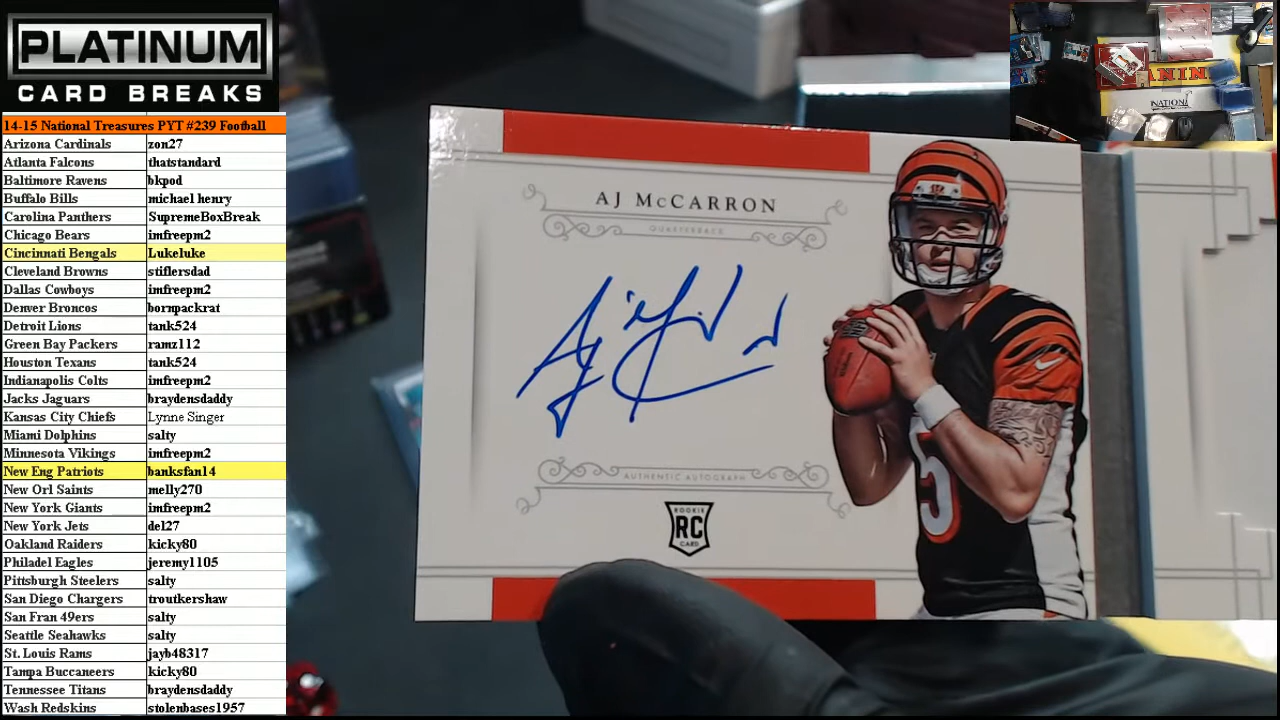 PLATINUM
CARD BREAKS
14-15 National Treasures PYT #239 Football
Arizona Cardinals zon27
Atlanta Falcons thatstandard
Baltimore Ravens bkpod
Buffalo Bills michael henry
Carolina Panthers SupremeBoxBreak
Chicago Bears imfreepm2
Cincinnati Bengals Lukeluke
Cleveland Browns stiflersdad
Dallas Cowboys imfreepm2
Denver Broncos bornpackrat
Detroit Lions tank524
Green Bay Packers ramz112
Houston Texans tank524
Indianapolis Colts imfreepm2
Jacks Jaguars braydensdaddy
Kansas City Chiefs Lynne Singer
Miami Dolphins salty
Minnesota Vikings imfreepm2
New Eng Patriots banksfan14
New Orl Saints melly270
New York Giants imfreepm2
New York Jets del27
Oakland Raiders kicky80
Philadel Eagles jeremy1105
Pittsburgh Steelers salty
San Diego Chargers troutkershaw
San Fran 49ers salty
Seattle Seahawks salty
St. Louis Rams jayb48317
Tampa Buccaneers kicky80
Tennessee Titans braydensdaddy
Wash Redskins stolenbases1957
AJ McCARRON
QUARTERBACK
AUTHENTIC AUTOGRAPH
ROOKIE
RC
CARD
5